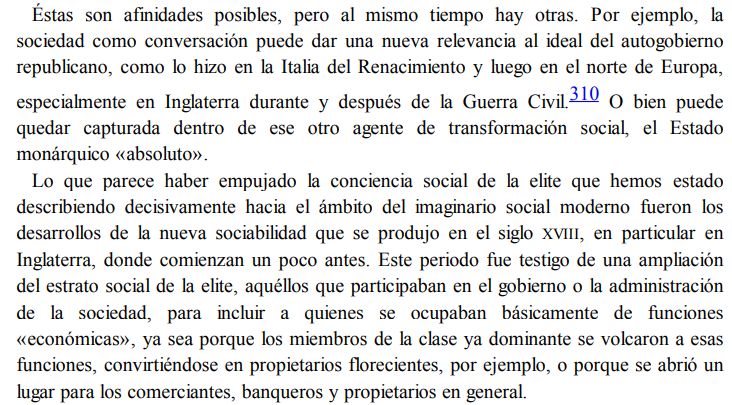 Éstas son afinidades posibles, pero al mismo tiempo hay otras. Por ejemplo, la
sociedad como conversación puede dar una nueva relevancia al ideal del autogobierno
republicano, como lo hizo en la Italia del Renacimiento y luego en el norte de Europa,
especialmente en Inglaterra durante y después de la Guerra Civil.310 O bien puede
quedar capturada dentro de ese otro agente de transformación social, el Estado
monárquico «absoluto».
Lo que parece haber empujado la conciencia social de la elite que hemos estado
describiendo decisivamente hacia el ámbito del imaginario social moderno fueron los
desarrollos de la nueva sociabilidad que se produjo en el siglo XVIII, en particular en
Inglaterra, donde comienzan un poco antes. Este periodo fue testigo de una ampliación
del estrato social de la elite, aquéllos que participaban en el gobierno o la administración
de la sociedad, para incluir a quienes se ocupaban básicamente de funciones
«económicas», ya sea porque los miembros de la clase ya dominante se volcaron a esas
funciones, convirtiéndose en propietarios florecientes, por ejemplo, o porque se abrió un
lugar para los comerciantes, banqueros y propietarios en general.